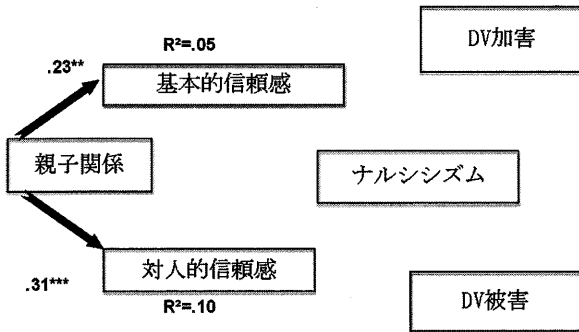 DV加害
R²=.05
.23**
基本的信頼感
親子関係
ナルシシズム
対人的信頼感
.31***
R²=.10
DV被害